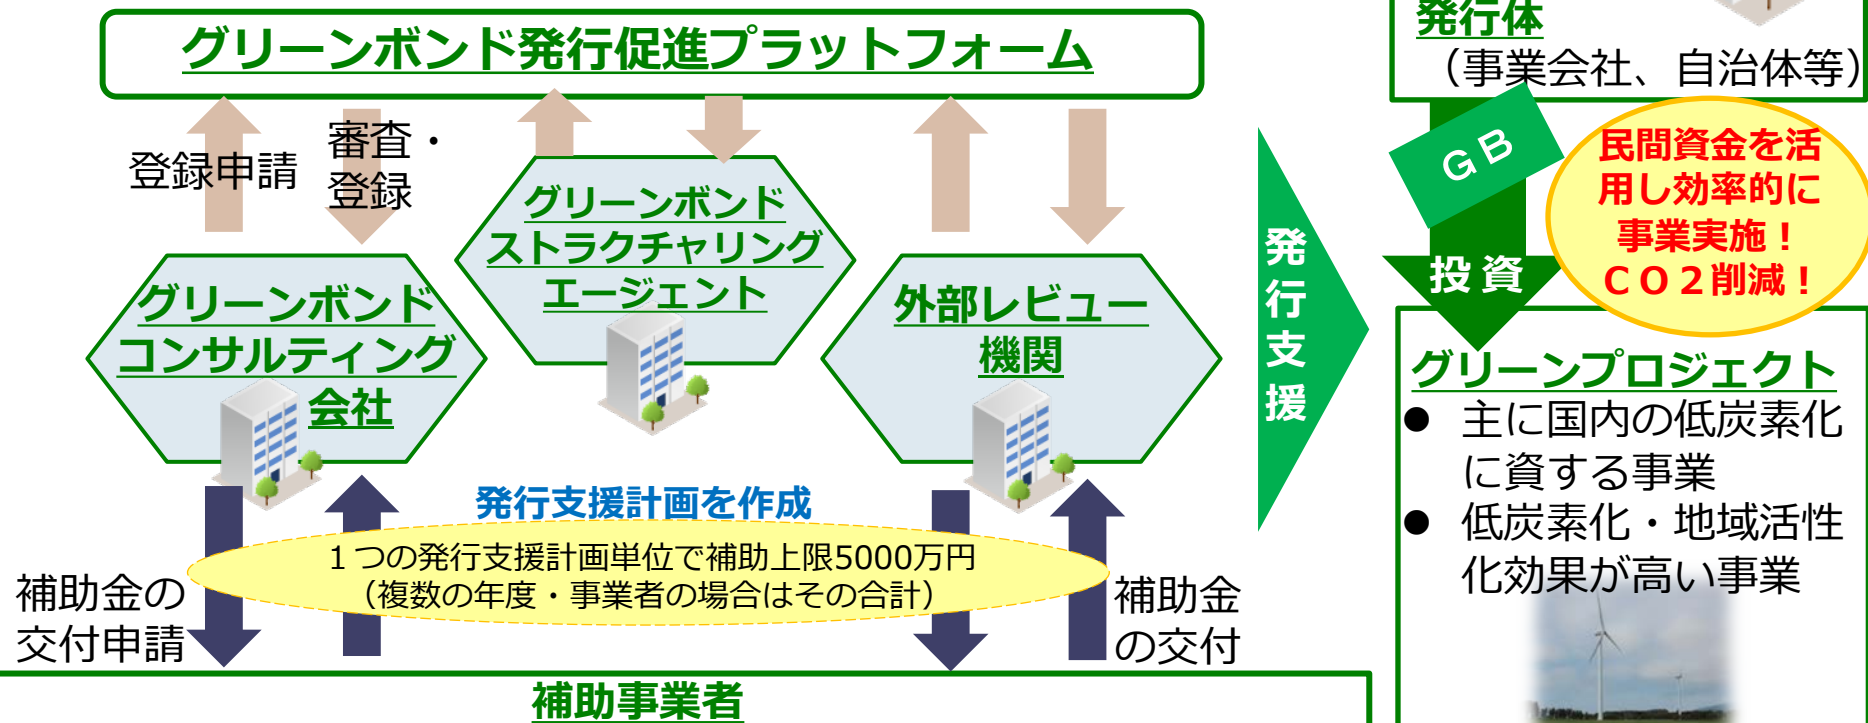 グリーンボンド発行促進プラットフォーム
登録申請
審査・
登録
グリーンボンド
ストラクチャリング
エージェント
グリーンボンド
コンサルティング
会社
外部レビュー
機関
発行支援計画を作成
１つの発行支援計画単位で補助上限5000万円
（複数の年度・事業者の場合はその合計）
補助金の
交付申請
補助金
の交付
補助事業者
発
行
支
援
発行体
（事業会社、自治体等）
ＧＢ
投資
民間資金を活
用し効率的に
事業実施！
ＣＯ２削減！
グリーンプロジェクト
● 主に国内の低炭素化
に資する事業
● 低炭素化・地域活性
化効果が高い事業